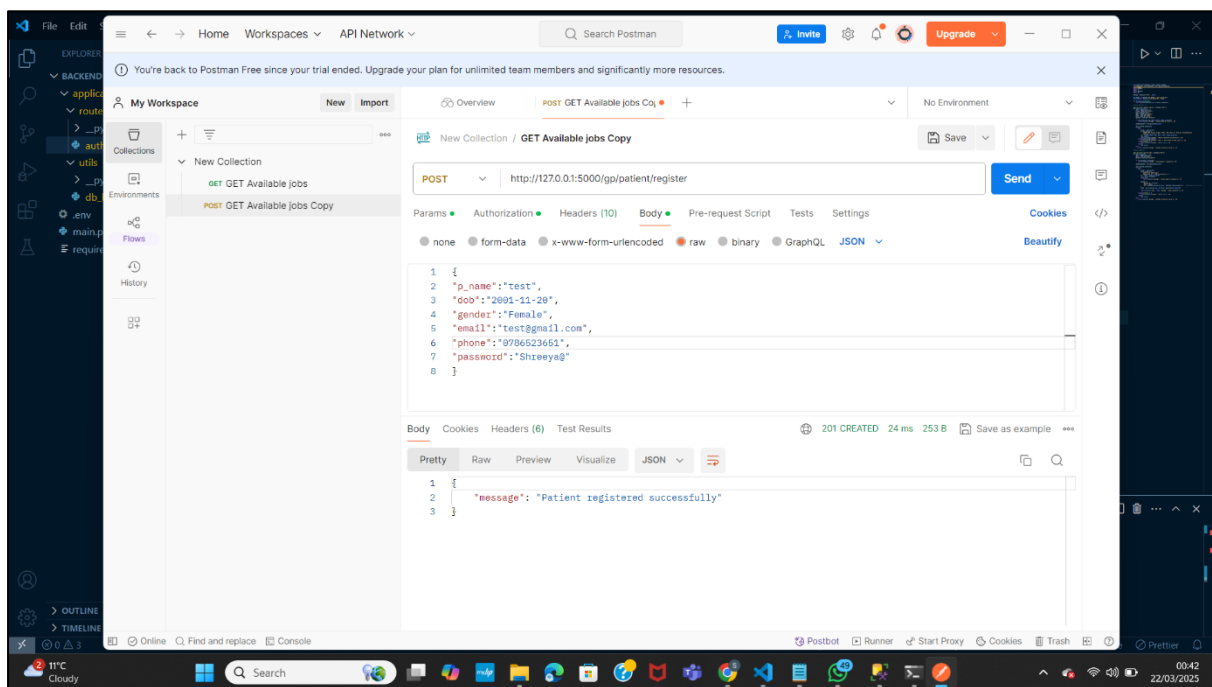 File Edit
Home Workspaces API Network
Search Postman
Invite
Upgrade
EXPLORER
You're back to Postman Free since your trial ended. Upgrade your plan for unlimited team members and significantly more resources.
BACKEND
My Workspace
New Import
Overview
POST GET Available jobs Co
No Environment
Collections
New Collection / GET Available jobs Copy
Save
New Collection
GET GET Available jobs
POST GET Available jobs Copy
Environments
POST
http://127.0.0.1:5000/gp/patient/register
Send
Params Authorization Headers (10) Body Pre-request Script Tests Settings
Cookies
.env
Flows
none form-data x-www-form-urlencoded raw binary GraphQL JSON
Beautify
History
1 {
2 "p_name":"test",
3 "dob":"2001-11-20",
4 "gender":"Female",
5 "email":"test@gmail.com",
6 "phone":"0786523651",
7 "password":"Shreeya@"
8 }
Body Cookies Headers (6) Test Results
201 CREATED 24 ms 253 B Save as example
Pretty Raw Preview Visualize JSON
1 {
2 "message": "Patient registered successfully"
3 }
OUTLINE
TIMELINE
0 3
Online Find and replace Console
Postbot Runner Start Proxy Cookies Trash
Prettier
2
11°C
Cloudy
Search
49
00:42
22/03/2025